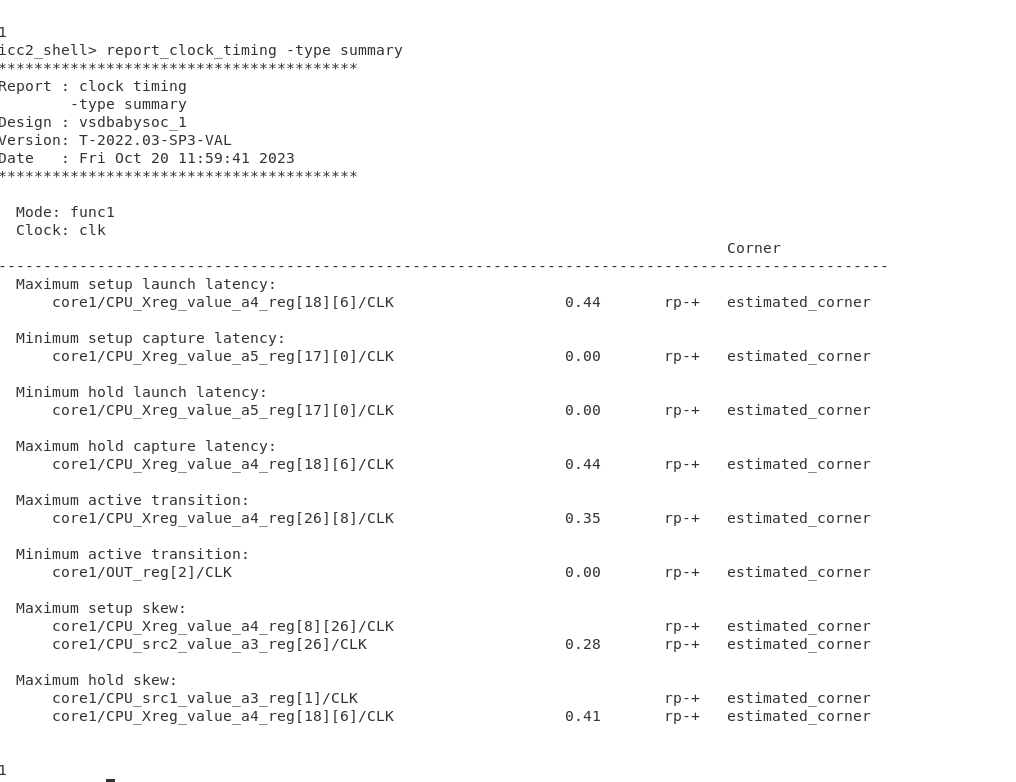 1
icc2_shell> report_clock_timing -type summary
****************************************
Report : clock timing
        -type summary
Design : vsdbabysoc_1
Version: T-2022.03-SP3-VAL
Date   : Fri Oct 20 11:59:41 2023
****************************************
  Mode: func1
  Clock: clk
                                                                                 Corner
---------------------------------------------------------------------------------------------------
  Maximum setup launch latency:
      core1/CPU_Xreg_value_a4_reg[18][6]/CLK                   0.44       rp-+   estimated_corner
  Minimum setup capture latency:
      core1/CPU_Xreg_value_a5_reg[17][0]/CLK                   0.00       rp-+   estimated_corner
  Minimum hold launch latency:
      core1/CPU_Xreg_value_a5_reg[17][0]/CLK                   0.00       rp-+   estimated_corner
  Maximum hold capture latency:
      core1/CPU_Xreg_value_a4_reg[18][6]/CLK                   0.44       rp-+   estimated_corner
  Maximum active transition:
      core1/CPU_Xreg_value_a4_reg[26][8]/CLK                   0.35       rp-+   estimated_corner
  Minimum active transition:
      core1/OUT_reg[2]/CLK                                     0.00       rp-+   estimated_corner
  Maximum setup skew:
      core1/CPU_Xreg_value_a4_reg[8][26]/CLK                              rp-+   estimated_corner
      core1/CPU_src2_value_a3_reg[26]/CLK                      0.28       rp-+   estimated_corner
  Maximum hold skew:
      core1/CPU_src1_value_a3_reg[1]/CLK                                  rp-+   estimated_corner
      core1/CPU_Xreg_value_a4_reg[18][6]/CLK                   0.41       rp-+   estimated_corner
1